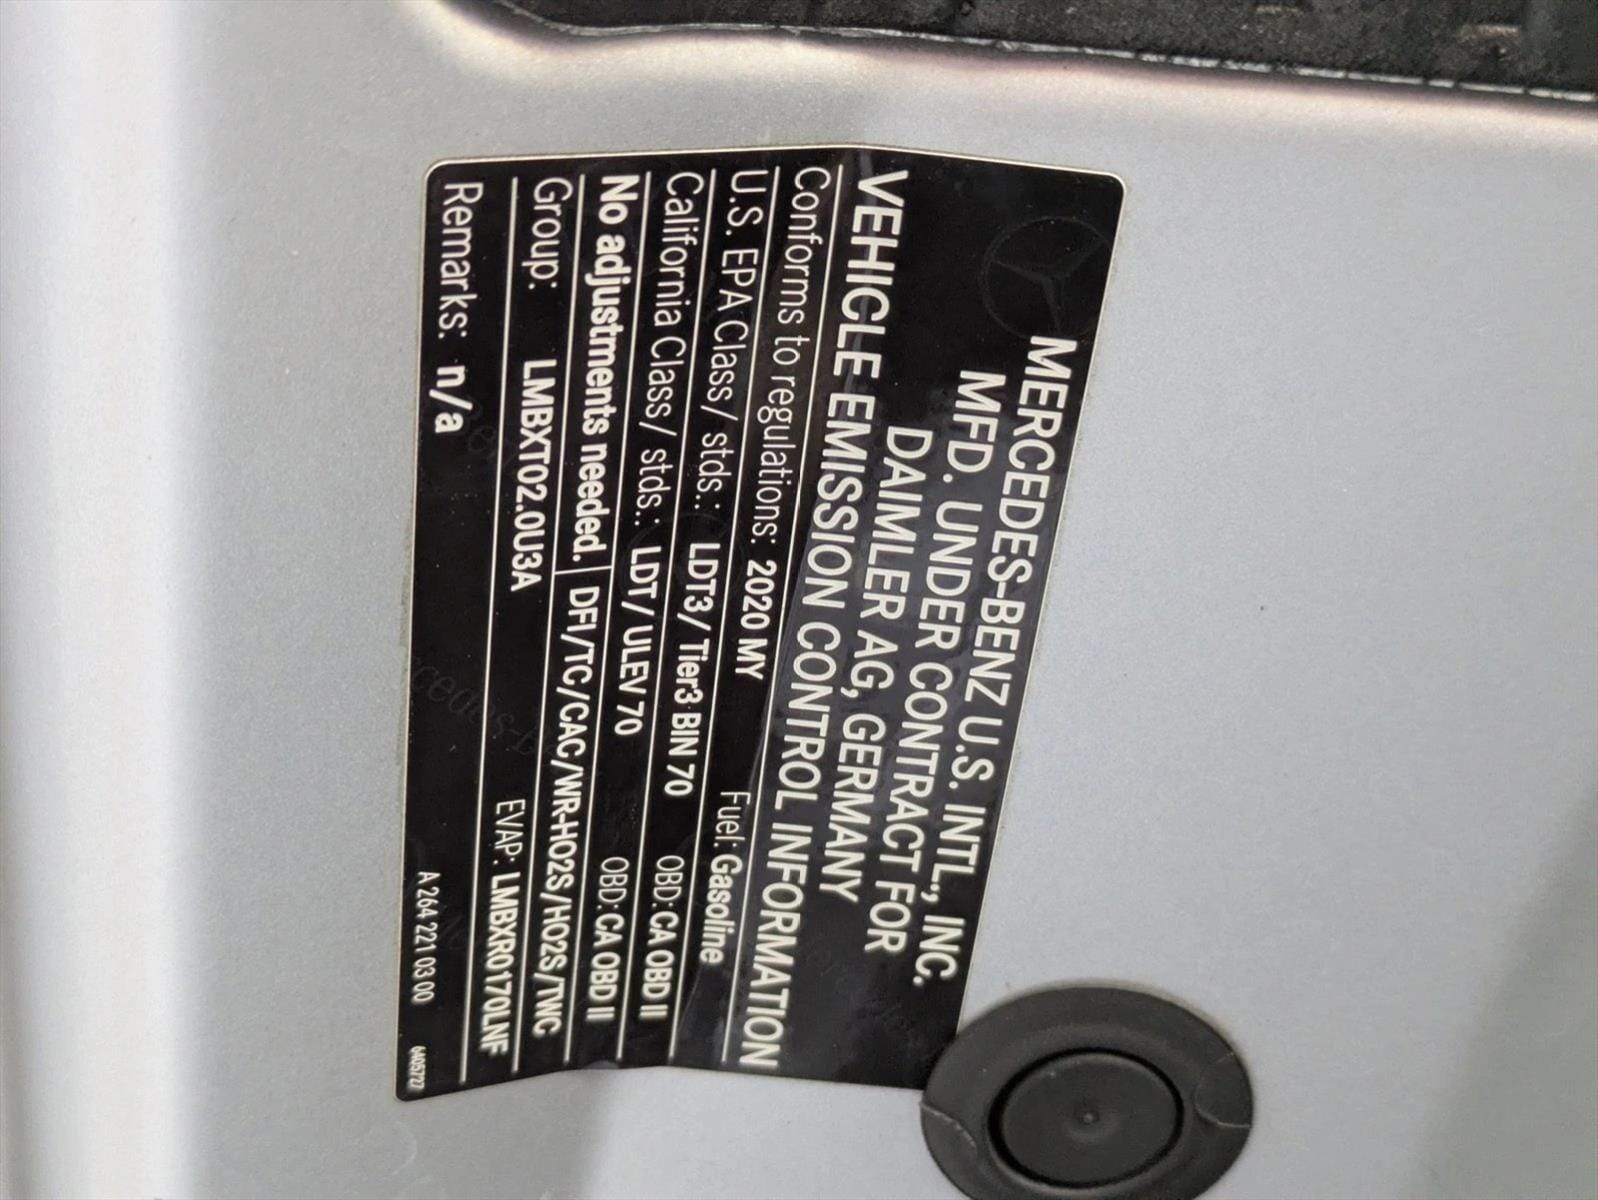 MERCEDES-BENZ U.S. INTL., INC.
MFD. UNDER CONTRACT FOR
DAIMLER AG, GERMANY
VEHICLE EMISSION CONTROL INFORMATION
Conforms to regulations: 2020 MY Fuel: Gasoline
U.S. EPA Class/ stds.: LDT3/ Tier3 BIN 70 OBD: CA OBD II
California Class/ stds.: LDT/ ULEV 70 OBD: CA OBD II
No adjustments needed. DFI/TC/CAC/WR-HO2S/HO2S/TWC
Group: LMBXT02.0U3A EVAP: LMBXR0170LNF
Remarks: n/a
A 264 221 03 00
6405727